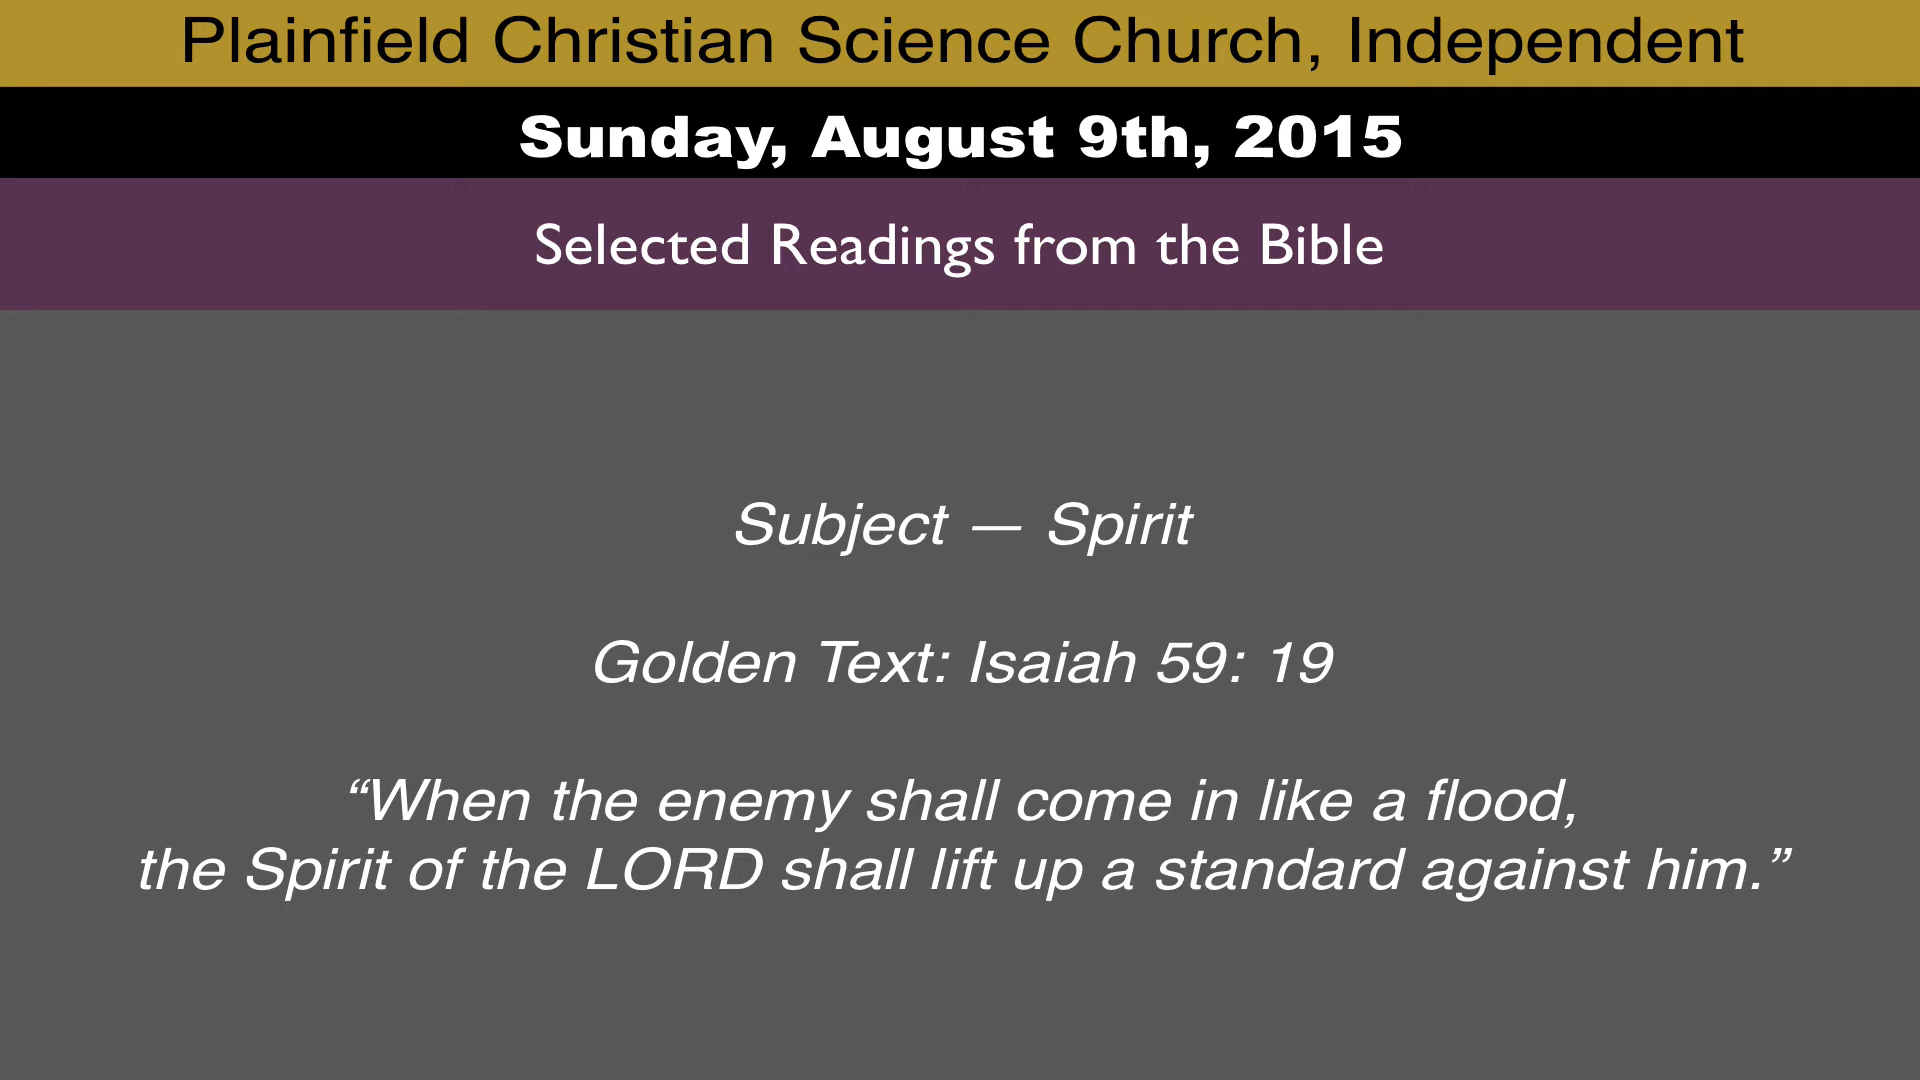 Plainfield Christian Science Church, Independent
Sunday, August 9th, 2015
Selected Readings from the Bible
Subject — Spirit
Golden Text: Isaiah 59: 19
“When the enemy shall come in like a flood,
the Spirit of the LORD shall lift up a standard against him.”